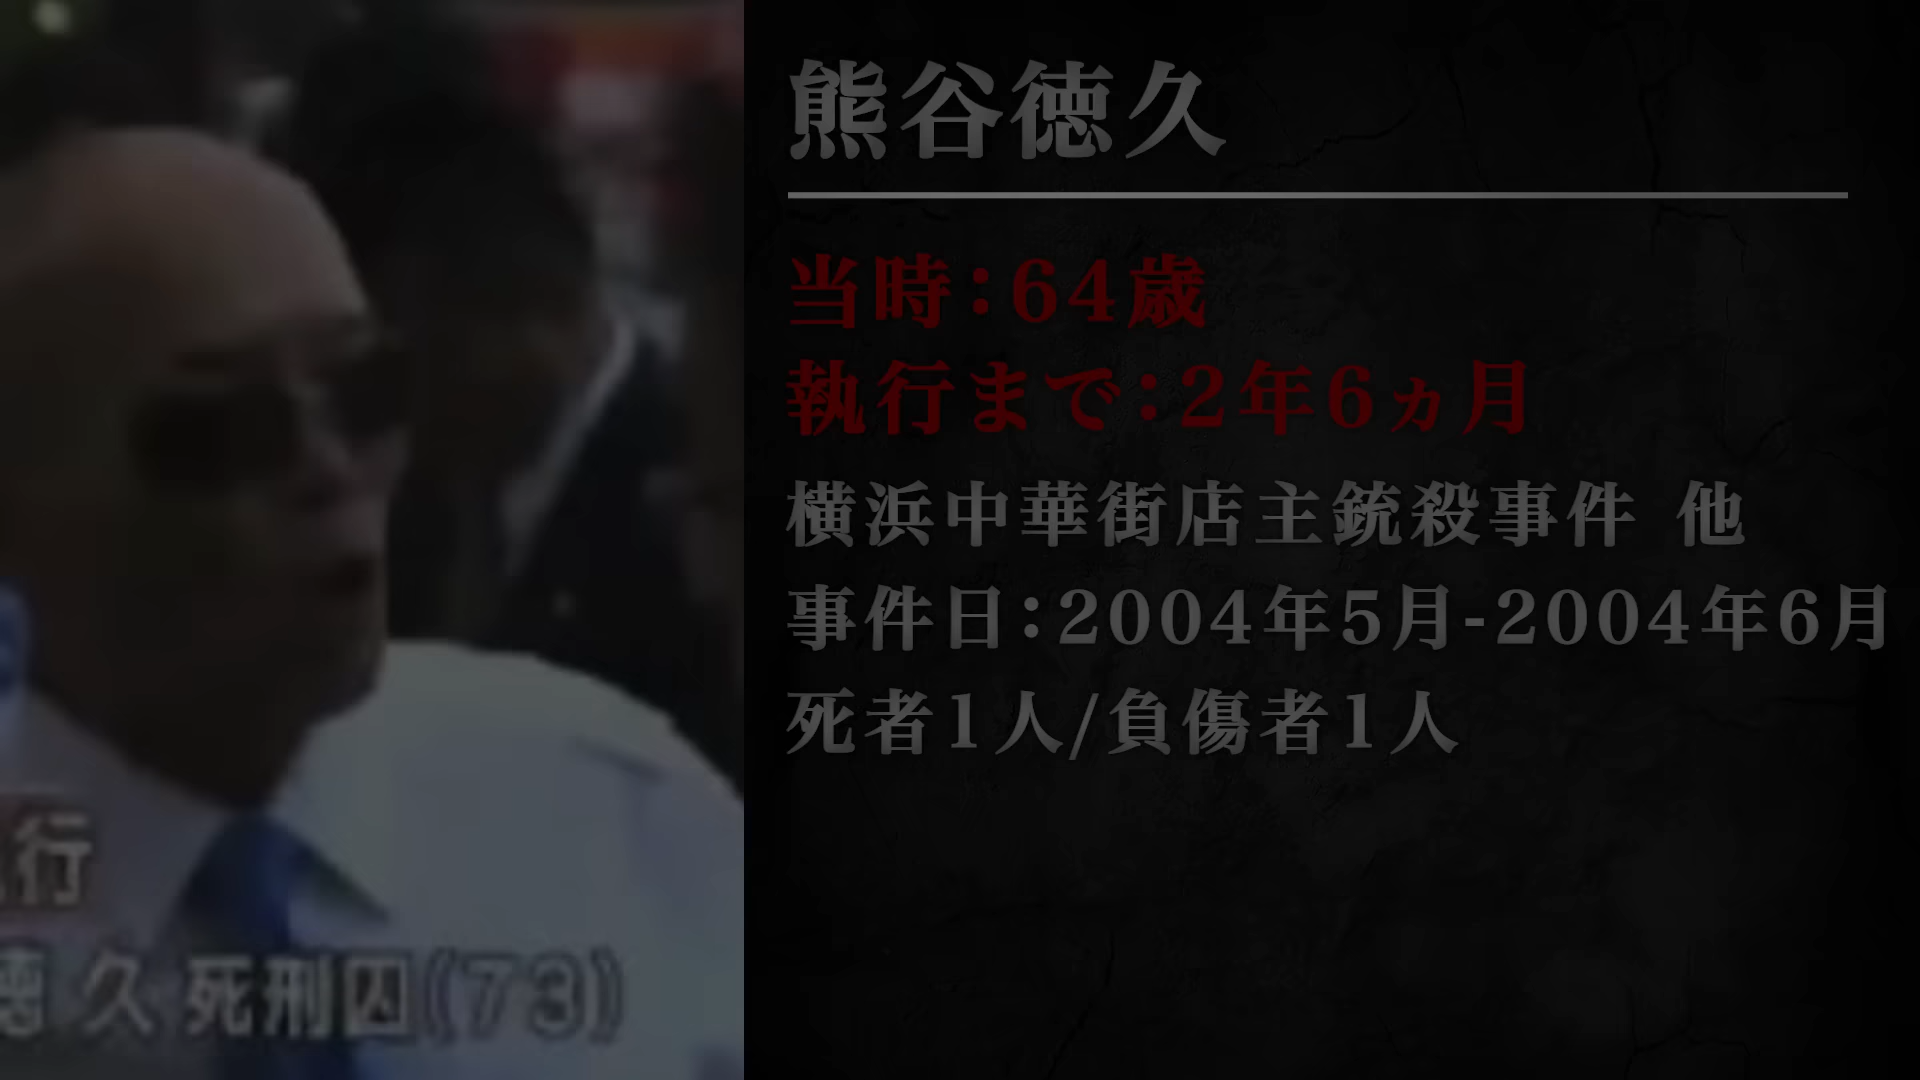 熊谷徳久
当時:64歳
執行まで:2年6ヵ月
横浜中華街店主銃殺事件 他
事件日:2004年5月-2004年6月
死者1人/負傷者1人
行
徳久 死刑囚(73)